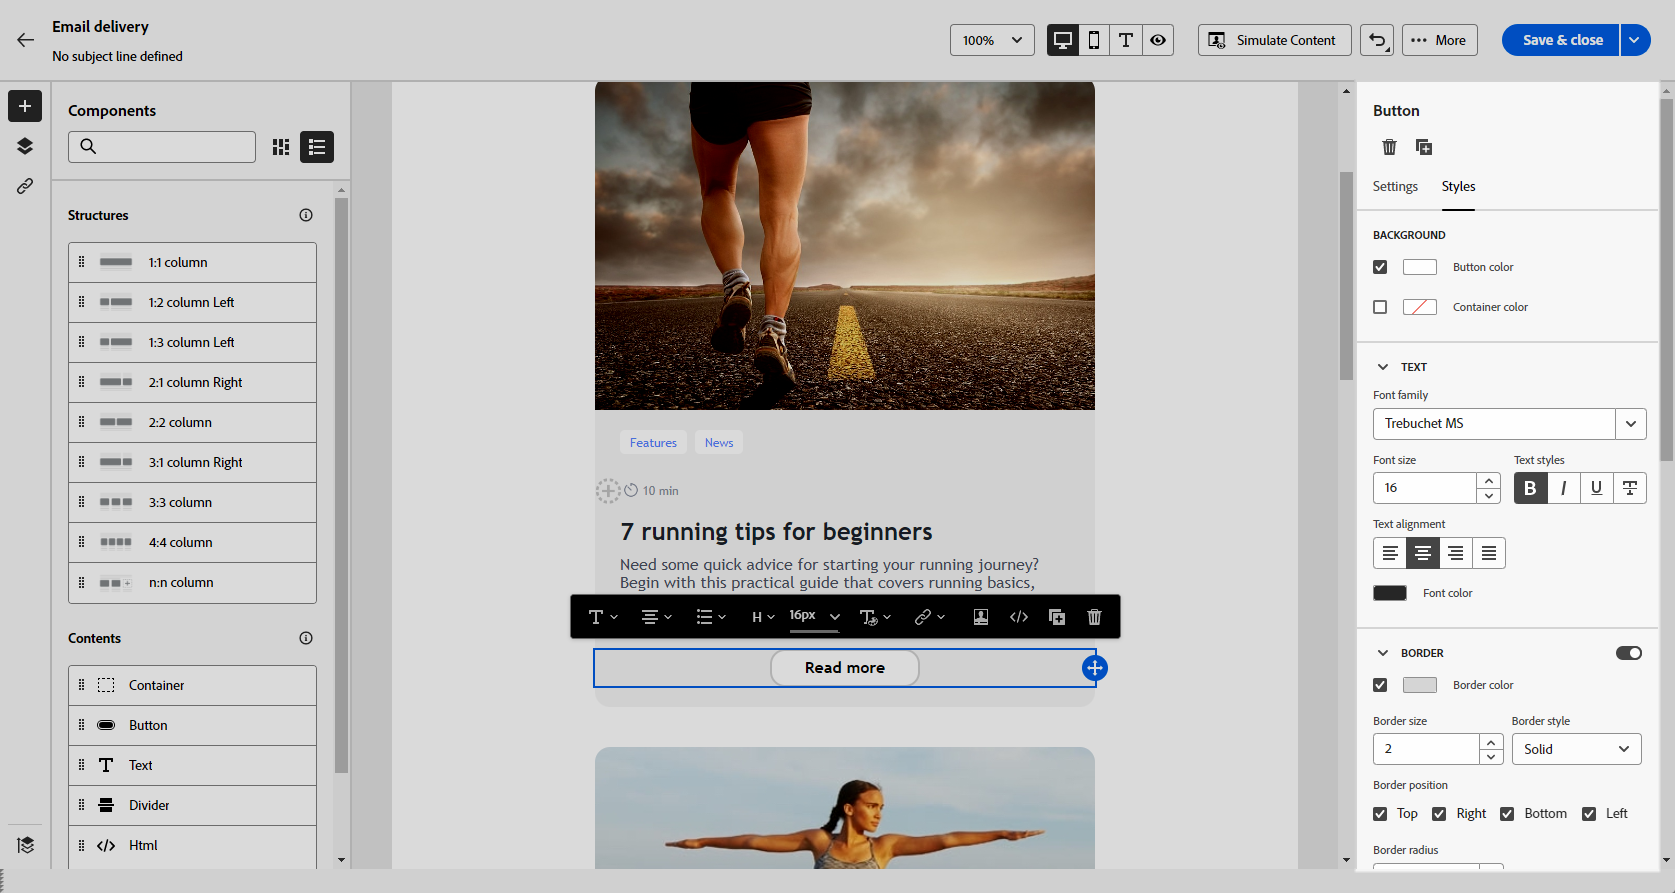 Email delivery
No subject line defined
100%
Simulate Content
More
Save & close
Components
Structures
1:1 column
1:2 column Left
1:3 column Left
2:1 column Right
2:2 column
3:1 column Right
3:3 column
4:4 column
n:n column
Contents
Container
Button
Text
Divider
Html
Features
News
10 min
7 running tips for beginners
Need some quick advice for starting your running journey?
Begin with this practical guide that covers running basics,
H
16px
Read more
Button
Settings
Styles
BACKGROUND
Button color
Container color
TEXT
Font family
Trebuchet MS
Font size
Text styles
16
B I U T
Text alignment
Font color
BORDER
Border color
Border size
Border style
2
Solid
Border position
Top
Right
Bottom
Left
Border radius